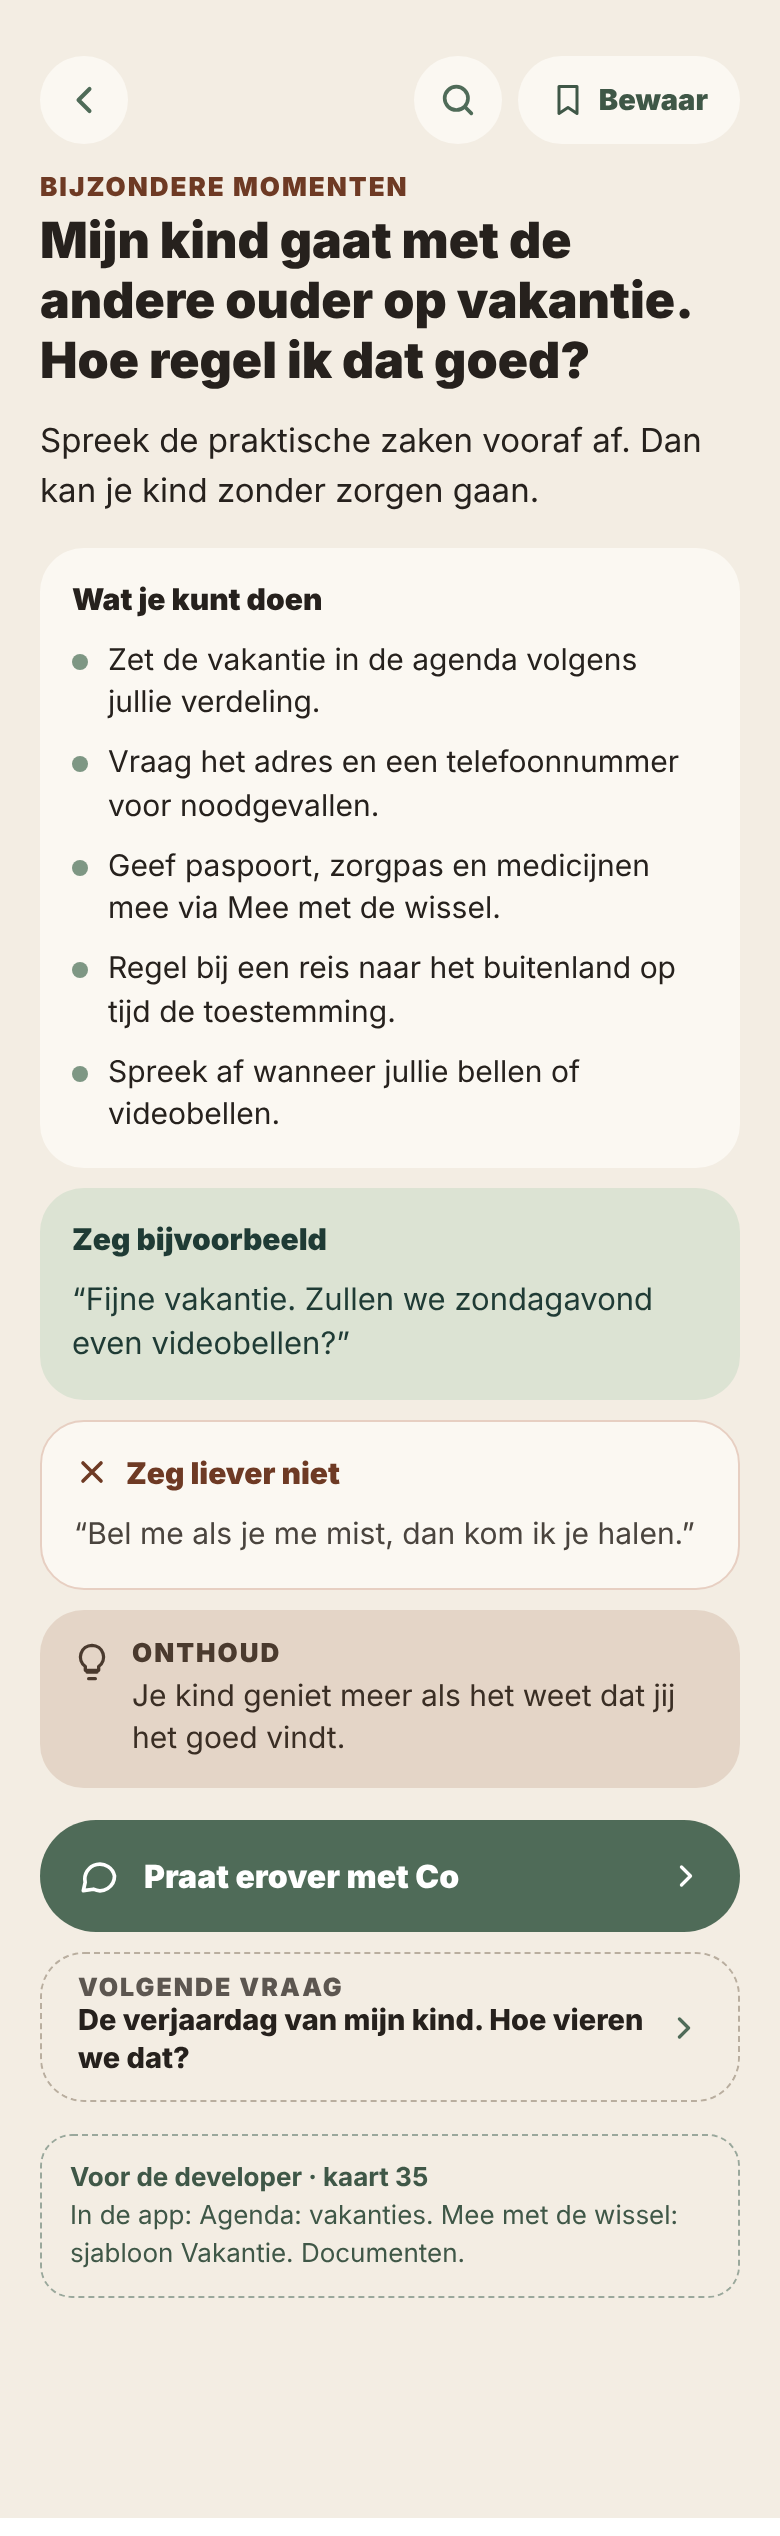 Bewaar
BIJZONDERE MOMENTEN
Mijn kind gaat met de
andere ouder op vakantie.
Hoe regel ik dat goed?
Spreek de praktische zaken vooraf af. Dan
kan je kind zonder zorgen gaan.
Wat je kunt doen
Zet de vakantie in de agenda volgens
jullie verdeling.
Vraag het adres en een telefoonnummer
voor noodgevallen.
Geef paspoort, zorgpas en medicijnen
mee via Mee met de wissel.
Regel bij een reis naar het buitenland op
tijd de toestemming.
Spreek af wanneer jullie bellen of
videobellen.
Zeg bijvoorbeeld
“Fijne vakantie. Zullen we zondagavond
even videobellen?”
Zeg liever niet
“Bel me als je me mist, dan kom ik je halen.”
ONTHOUD
Je kind geniet meer als het weet dat jij
het goed vindt.
Praat erover met Co
VOLGENDE VRAAG
De verjaardag van mijn kind. Hoe vieren
we dat?
Voor de developer · kaart 35
In de app: Agenda: vakanties. Mee met de wissel:
sjabloon Vakantie. Documenten.